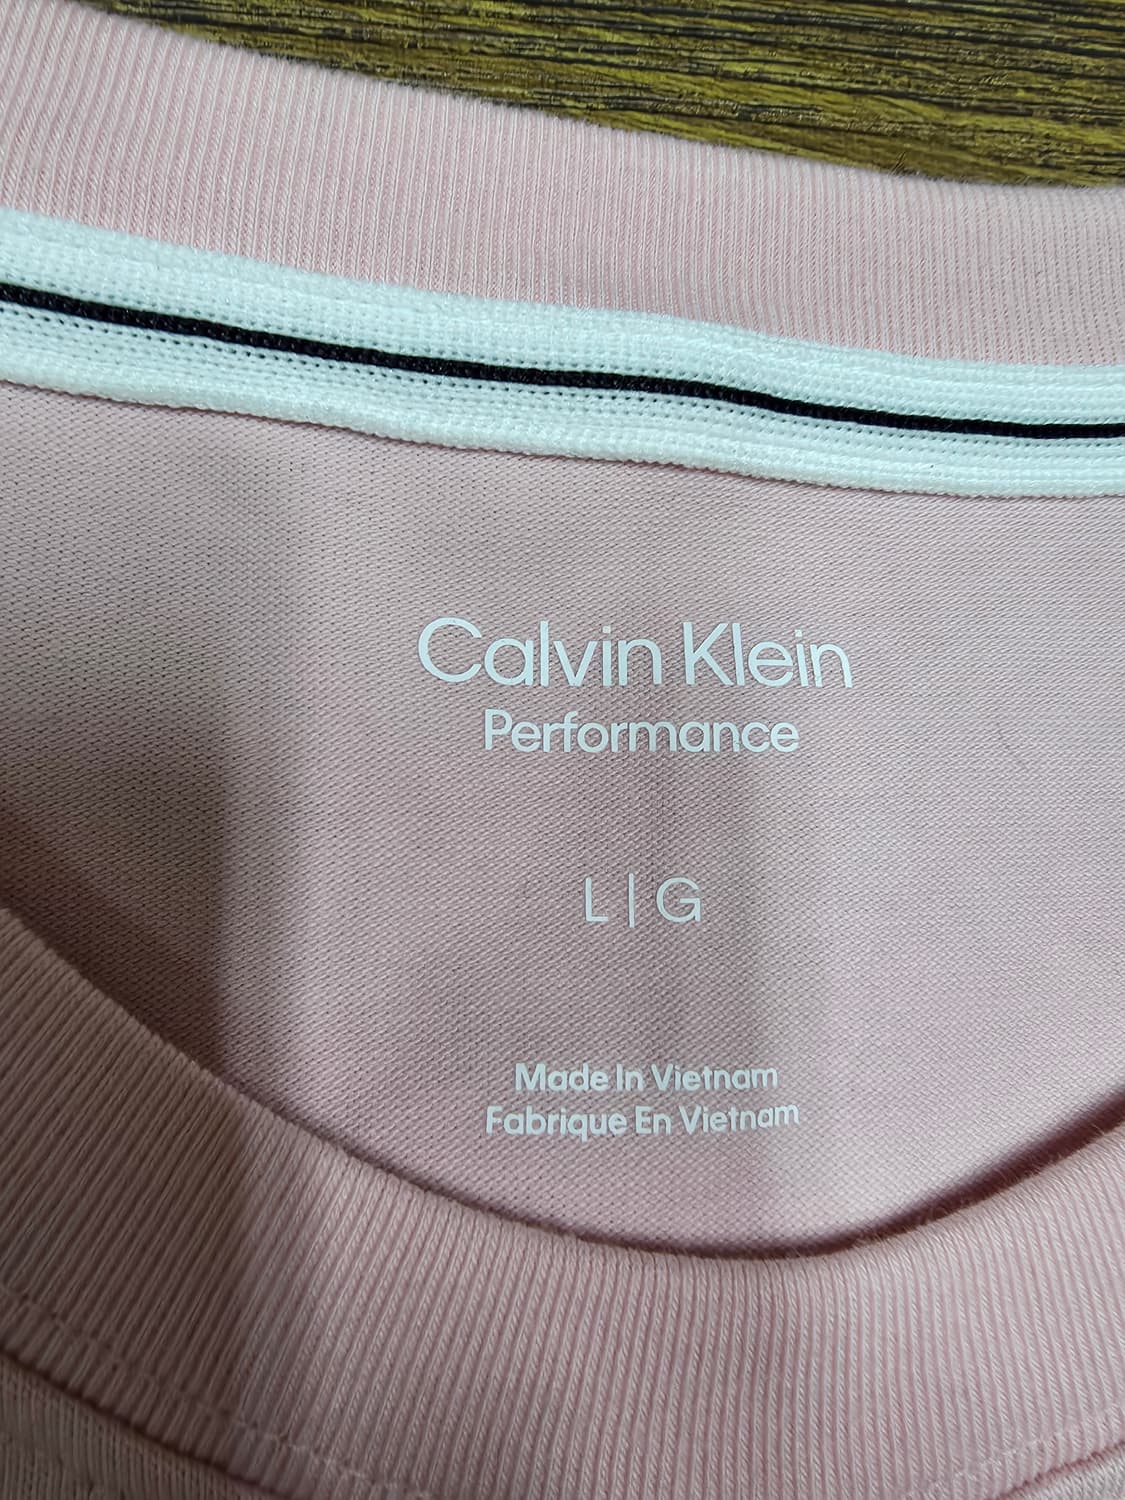 Calvin Klein
Performance
L | G
Made In Vietnam
Fabrique En Vietnam